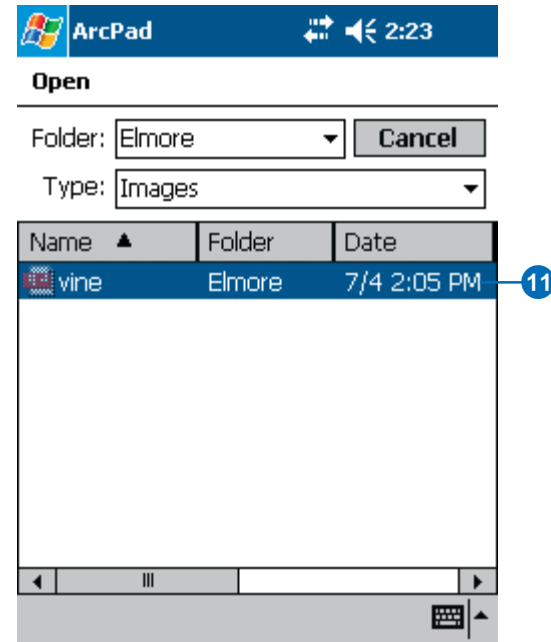 ArcPad 2:23
Open
Folder: Elmore Cancel
Type: Images
Name Folder Date
vine Elmore 7/4 2:05 PM 11